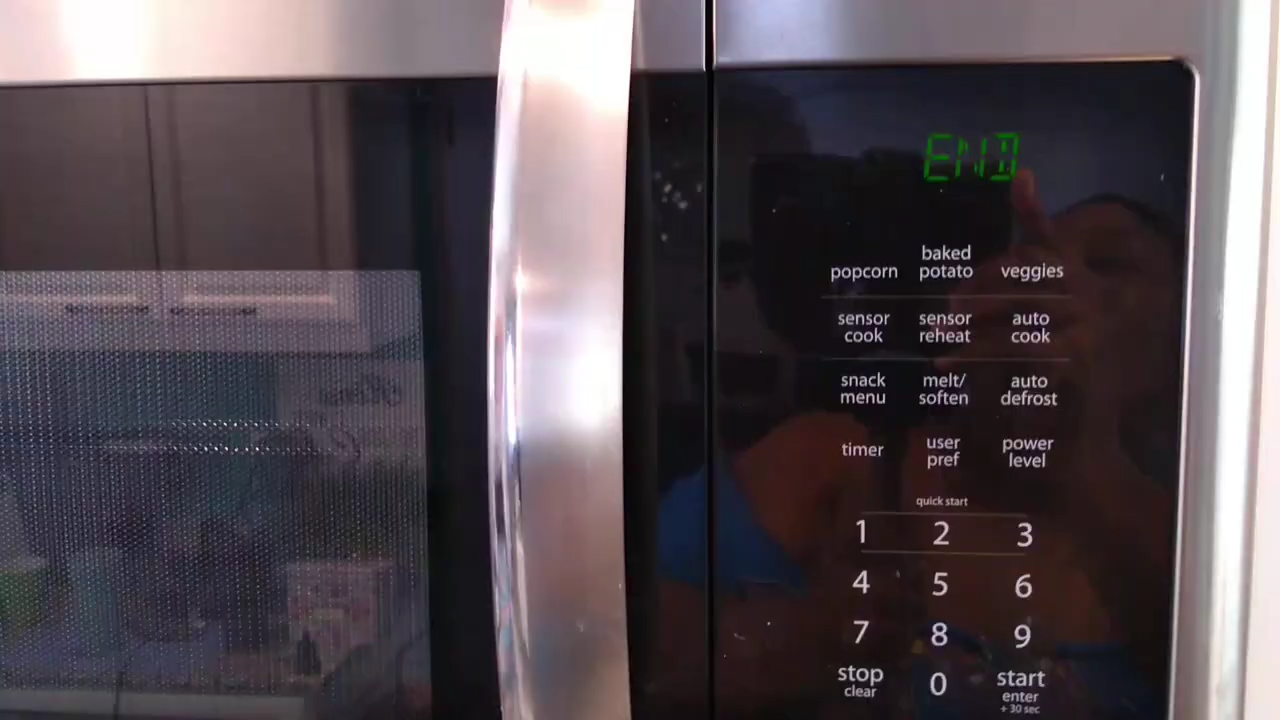 END
popcorn
baked
potato
veggies
sensor
cook
sensor
reheat
auto
cook
snack
menu
melt/
soften
auto
defrost
timer
user
pref
power
level
quick start
1 2 3
4 5 6
7 8 9
stop
clear
0
start
enter
+ 30 sec